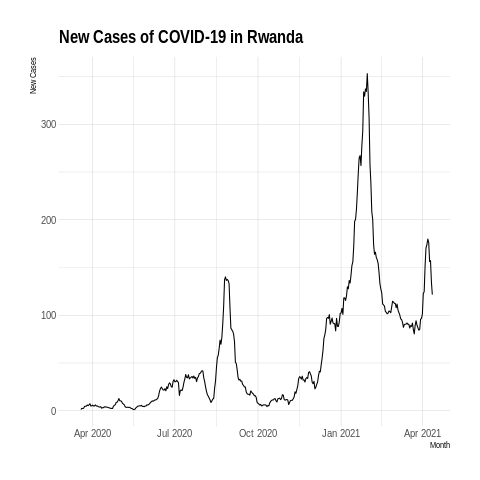 New Cases of COVID-19 in Rwanda
New Cases
300
200
100
0
Apr 2020 Jul 2020 Oct 2020 Jan 2021 Apr 2021
Month